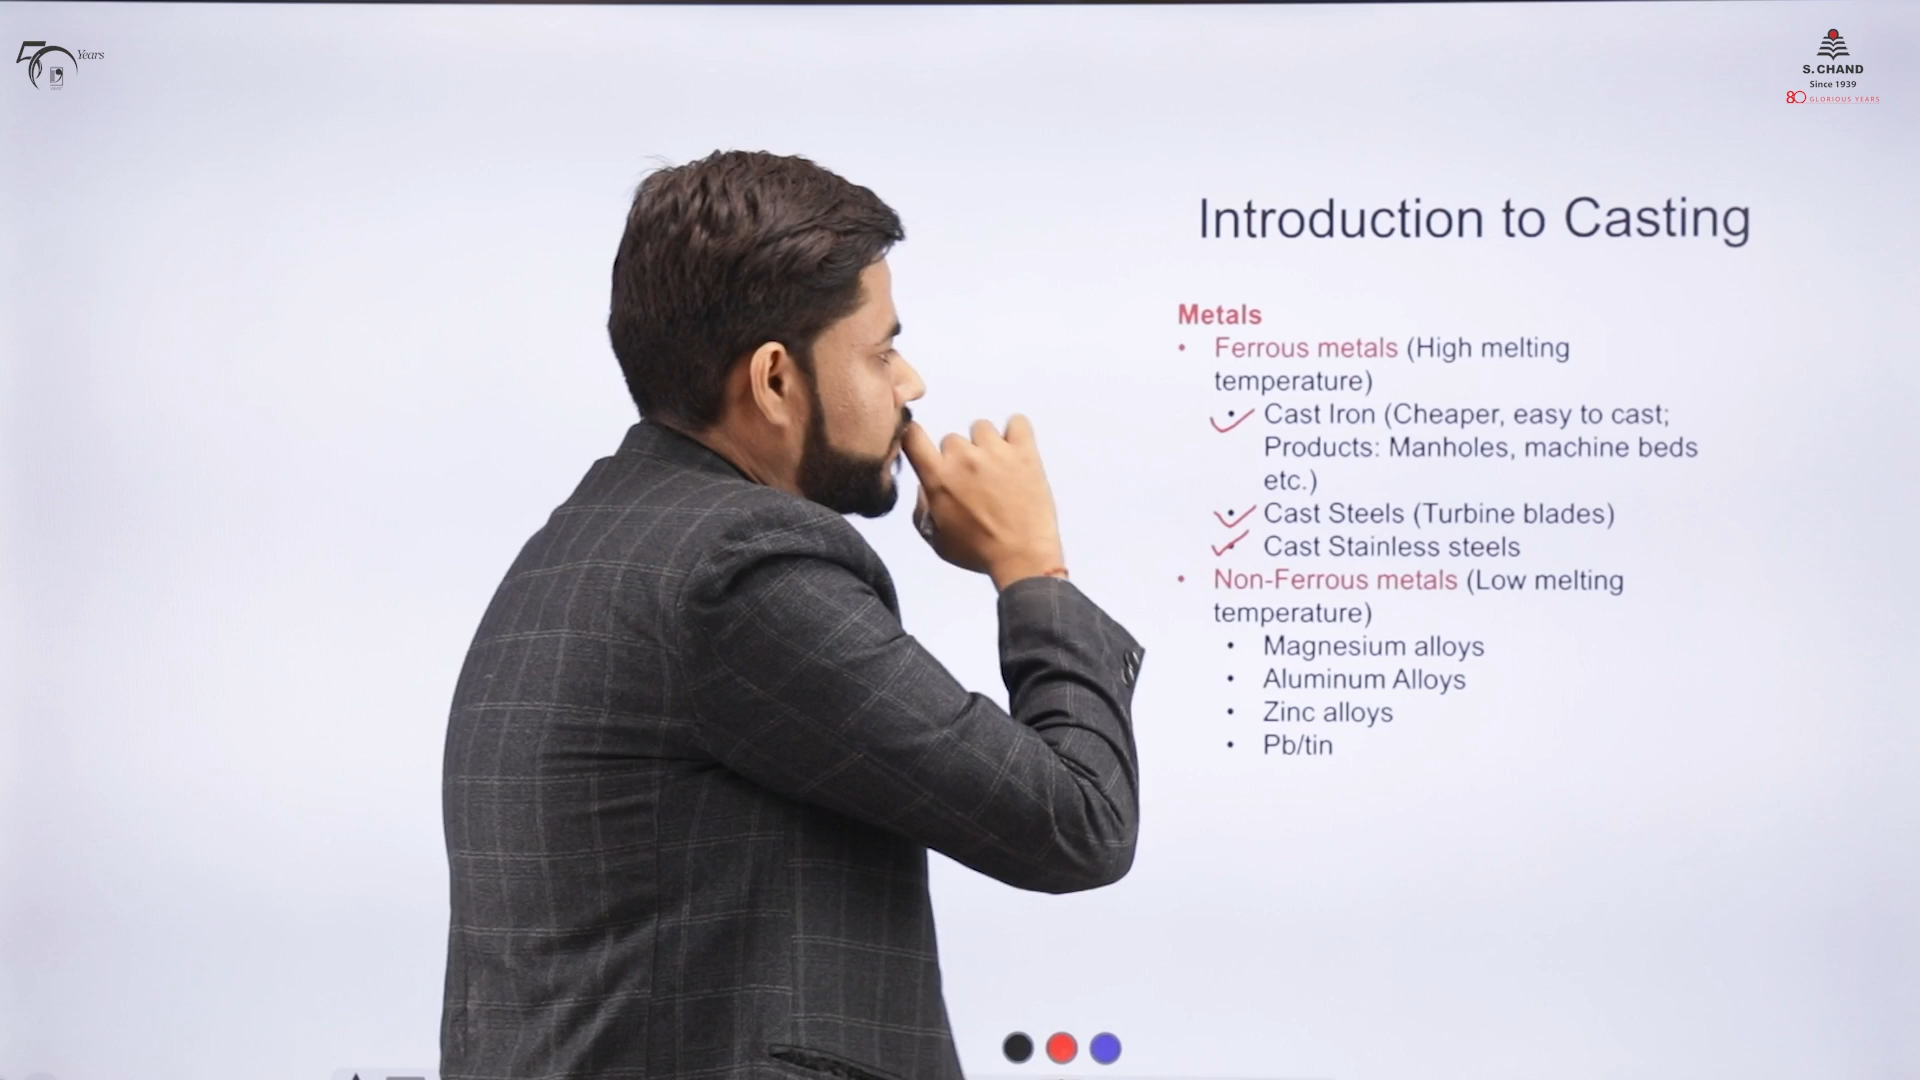 50 Years
S. CHAND
Since 1939
80 GLORIOUS YEARS
Introduction to Casting
Metals
• Ferrous metals (High melting
temperature)
• Cast Iron (Cheaper, easy to cast;
Products: Manholes, machine beds
etc.)
• Cast Steels (Turbine blades)
• Cast Stainless steels
• Non-Ferrous metals (Low melting
temperature)
• Magnesium alloys
• Aluminum Alloys
• Zinc alloys
• Pb/tin